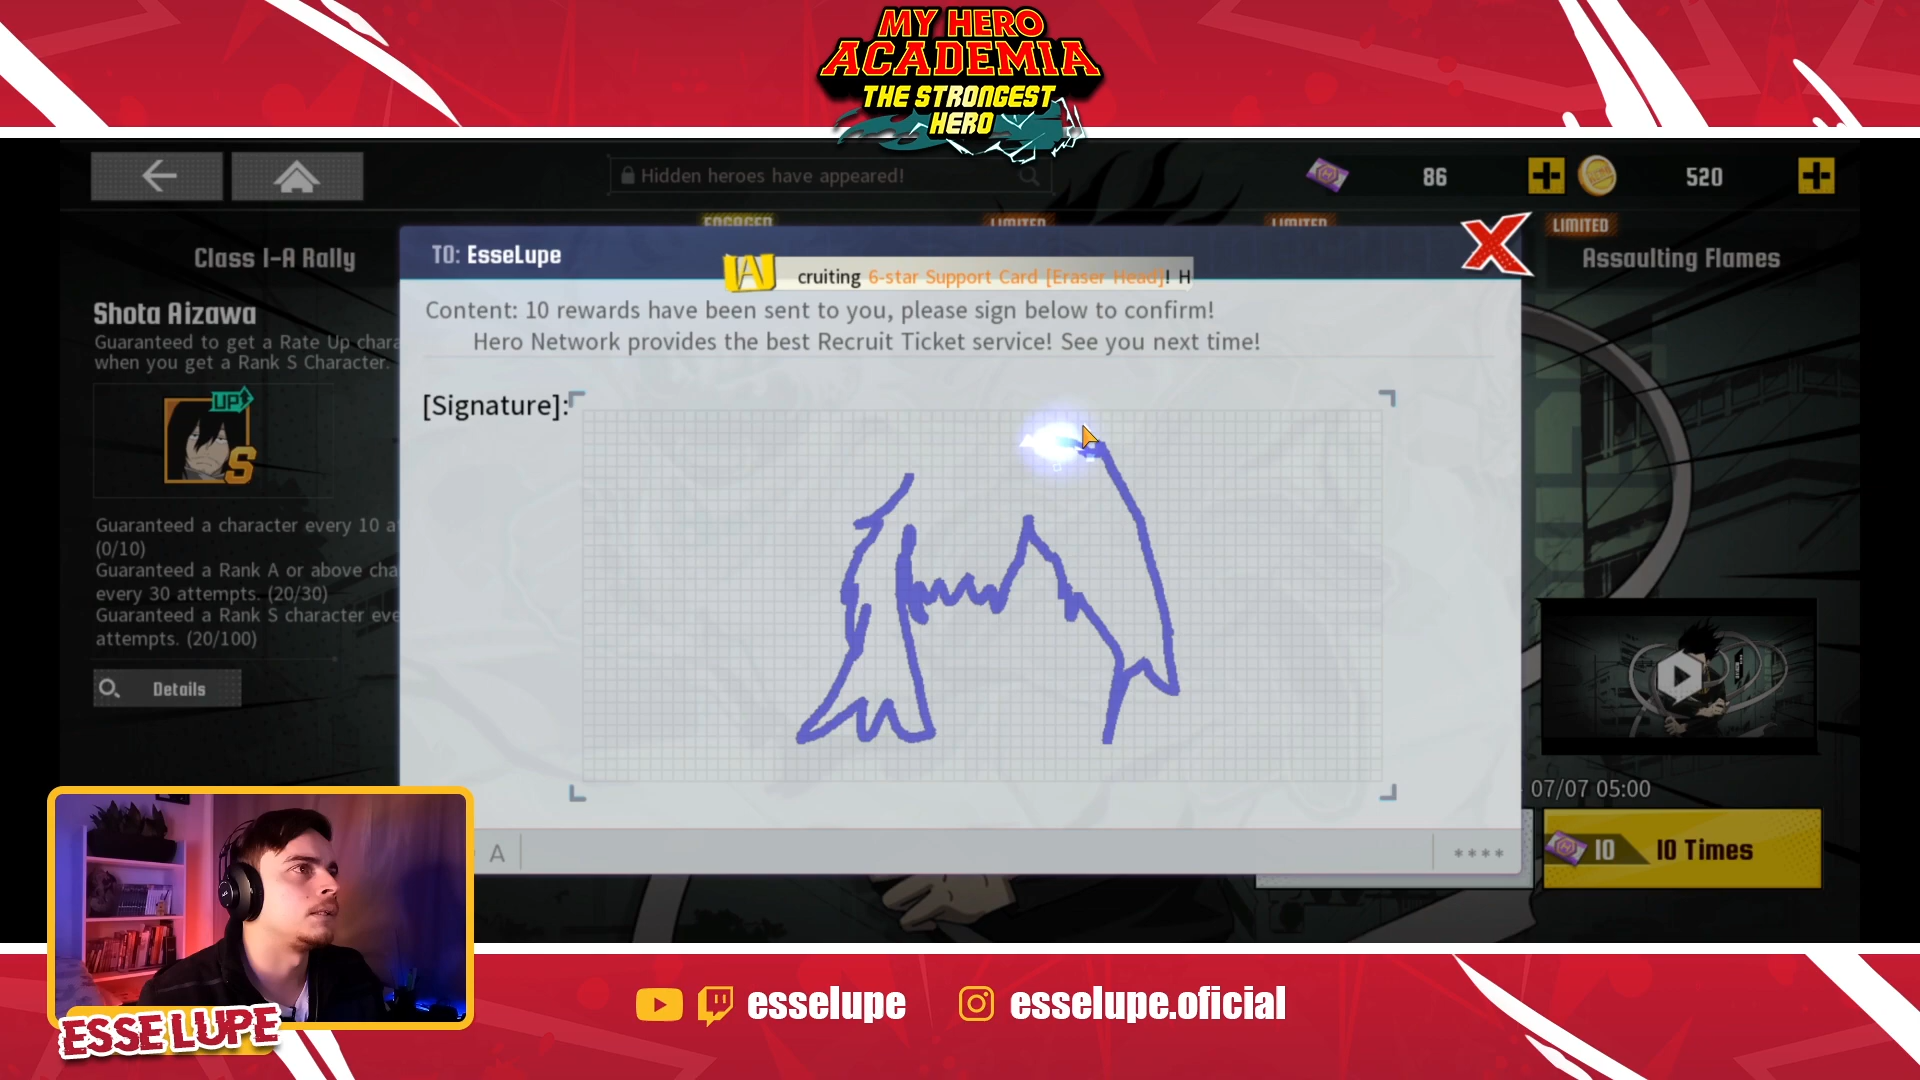 MY HERO
ACADEMIA
THE STRONGEST
HERO
Hidden heroes have appeared!
86
520
ENGAGED
LIMITED
LIMITED
LIMITED
Class 1-A Rally
Assaulting Flames
TO: EsseLupe
cruiting 6-star Support Card [Eraser Head]! H
Content: 10 rewards have been sent to you, please sign below to confirm!
Hero Network provides the best Recruit Ticket service! See you next time!
[Signature]:
Shota Aizawa
Guaranteed to get a Rate Up chara
when you get a Rank S Character.
UP
S
Guaranteed a character every 10 a
(0/10)
Guaranteed a Rank A or above cha
every 30 attempts. (20/30)
Guaranteed a Rank S character eve
attempts. (20/100)
Details
07/07 05:00
A
****
10
10 Times
ESSE LUPE
esselupe
esselupe.oficial